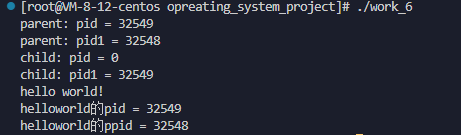 [root@VM-8-12-centos opreating_system_project]# ./work_6
parent: pid = 32549
parent: pid1 = 32548
child: pid = 0
child: pid1 = 32549
hello world!
helloworld的pid = 32549
helloworld的ppid = 32548